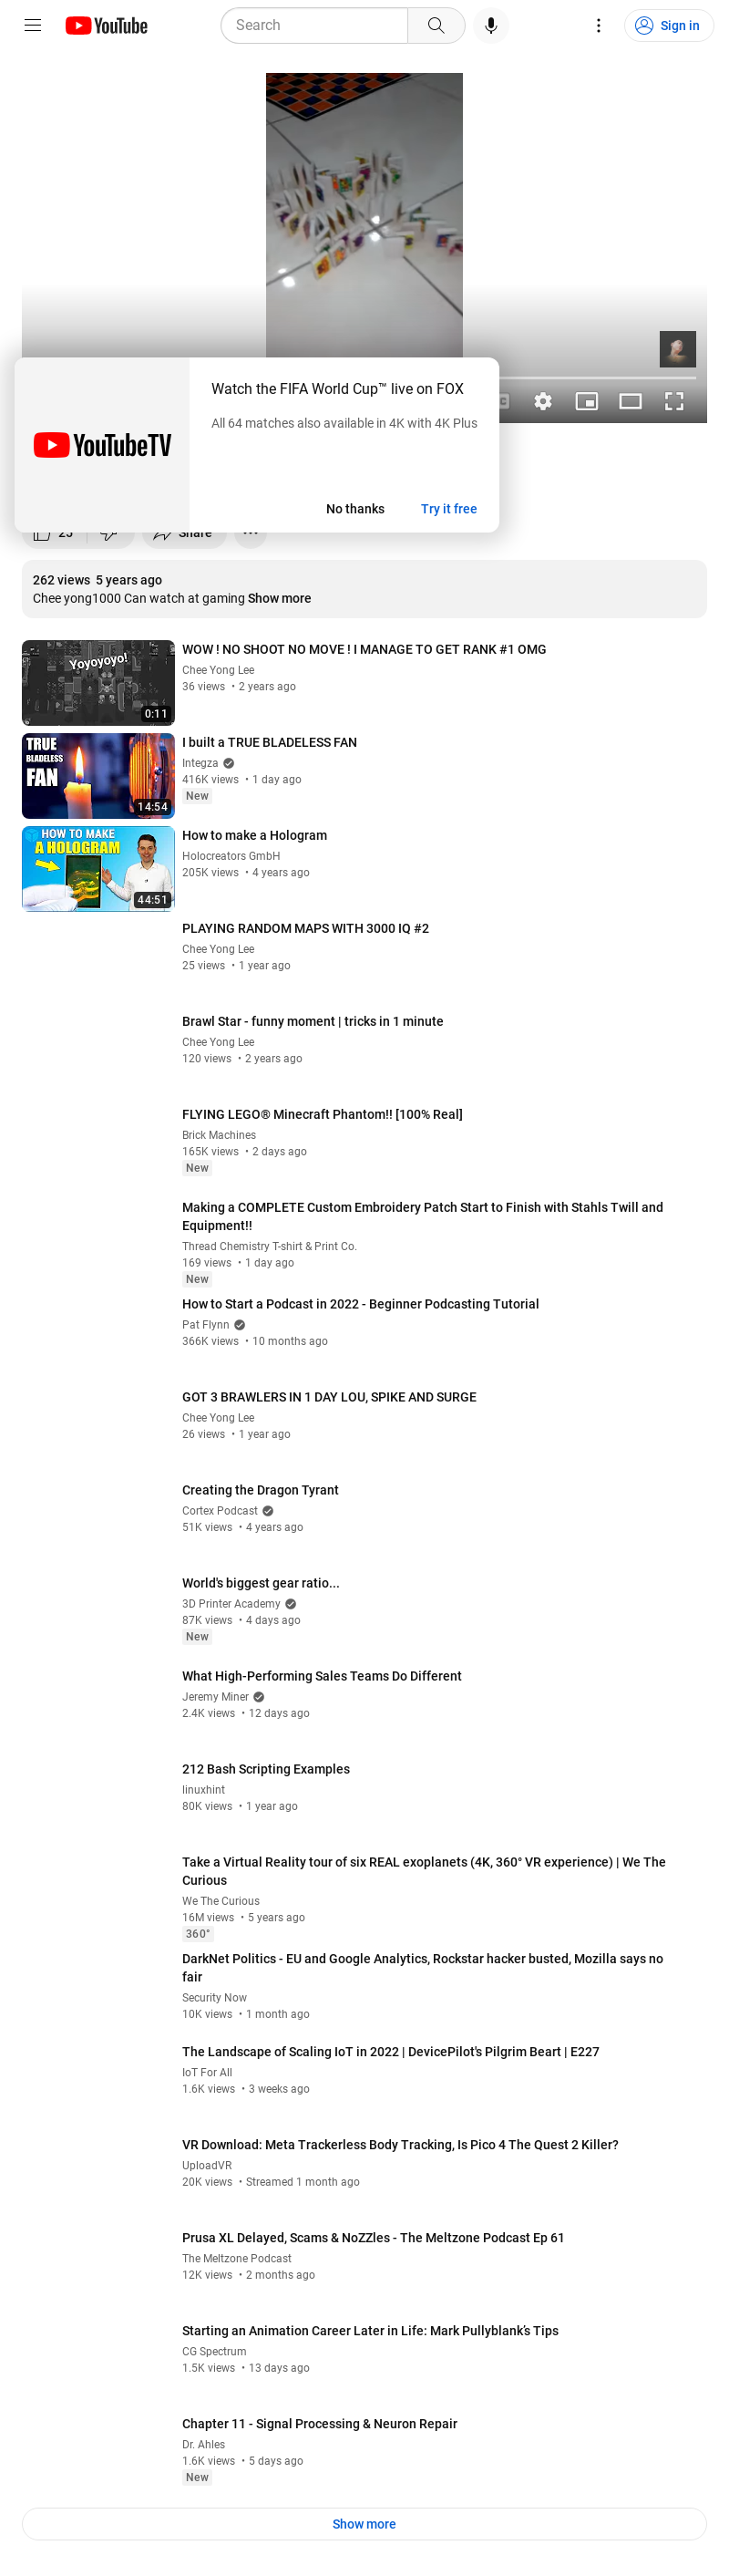 YouTube
Search
Sign in
Watch the FIFA World Cup™ live on FOX
All 64 matches also available in 4K with 4K Plus
YouTubeTV
No thanks
Try it free
25
Share
262 views 5 years ago
Chee yong1000 Can watch at gaming Show more
Yoyoyoyo!
0:11
WOW ! NO SHOOT NO MOVE ! I MANAGE TO GET RANK #1 OMG
Chee Yong Lee
36 views • 2 years ago
TRUE
BLADELESS
FAN
14:54
I built a TRUE BLADELESS FAN
Integza
416K views • 1 day ago
New
HOW TO MAKE
A HOLOGRAM
44:51
How to make a Hologram
Holocreators GmbH
205K views • 4 years ago
PLAYING RANDOM MAPS WITH 3000 IQ #2
Chee Yong Lee
25 views • 1 year ago
Brawl Star - funny moment | tricks in 1 minute
Chee Yong Lee
120 views • 2 years ago
FLYING LEGO® Minecraft Phantom!! [100% Real]
Brick Machines
165K views • 2 days ago
New
Making a COMPLETE Custom Embroidery Patch Start to Finish with Stahls Twill and
Equipment!!
Thread Chemistry T-shirt & Print Co.
169 views • 1 day ago
New
How to Start a Podcast in 2022 - Beginner Podcasting Tutorial
Pat Flynn
366K views • 10 months ago
GOT 3 BRAWLERS IN 1 DAY LOU, SPIKE AND SURGE
Chee Yong Lee
26 views • 1 year ago
Creating the Dragon Tyrant
Cortex Podcast
51K views • 4 years ago
World's biggest gear ratio...
3D Printer Academy
87K views • 4 days ago
New
What High-Performing Sales Teams Do Different
Jeremy Miner
2.4K views • 12 days ago
212 Bash Scripting Examples
linuxhint
80K views • 1 year ago
Take a Virtual Reality tour of six REAL exoplanets (4K, 360° VR experience) | We The
Curious
We The Curious
16M views • 5 years ago
360°
DarkNet Politics - EU and Google Analytics, Rockstar hacker busted, Mozilla says no
fair
Security Now
10K views • 1 month ago
The Landscape of Scaling IoT in 2022 | DevicePilot's Pilgrim Beart | E227
IoT For All
1.6K views • 3 weeks ago
VR Download: Meta Trackerless Body Tracking, Is Pico 4 The Quest 2 Killer?
UploadVR
20K views • Streamed 1 month ago
Prusa XL Delayed, Scams & NoZZles - The Meltzone Podcast Ep 61
The Meltzone Podcast
12K views • 2 months ago
Starting an Animation Career Later in Life: Mark Pullyblank's Tips
CG Spectrum
1.5K views • 13 days ago
Chapter 11 - Signal Processing & Neuron Repair
Dr. Ahles
1.6K views • 5 days ago
New
Show more